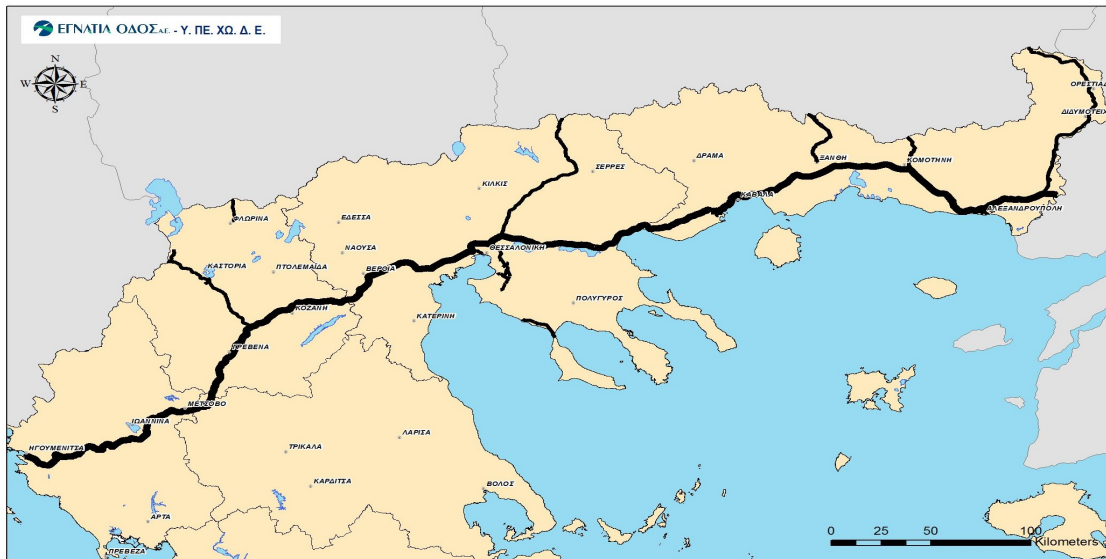 ΕΓΝΑΤΙΑ ΟΔΟΣ Α.Ε. - Υ. ΠΕ. ΧΩ. Δ. Ε.
N
W E
S
ΟΡΕΣΤΙΑΔ
ΔΙΔΥΜΟΤΕΙΧ
ΞΑΝΘΗ
ΚΟΜΟΤΗΝΗ
ΔΡΑΜΑ
ΣΕΡΡΕΣ
ΚΙΛΚΙΣ
ΚΑΒΑΛΑ
ΑΛΕΞΑΝΔΡΟΥΠΟΛΗ
ΦΛΩΡΙΝΑ
ΕΔΕΣΣΑ
ΝΑΟΥΣΑ
ΘΕΣΣΑΛΟΝΙΚΗ
ΚΑΣΤΟΡΙΑ
ΠΤΟΛΕΜΑΙΔΑ
ΒΕΡΟΙΑ
ΠΟΛΥΓΥΡΟΣ
ΚΟΖΑΝΗ
ΚΑΤΕΡΙΝΗ
ΓΡΕΒΕΝΑ
ΜΕΤΣΟΒΟ
ΙΩΑΝΝΙΝΑ
ΗΓΟΥΜΕΝΙΤΣΑ
ΛΑΡΙΣΑ
ΤΡΙΚΑΛΑ
ΚΑΡΔΙΤΣΑ
ΒΟΛΟΣ
ΑΡΤΑ
ΠΡΕΒΕΖΑ
0 25 50 100
Kilometers